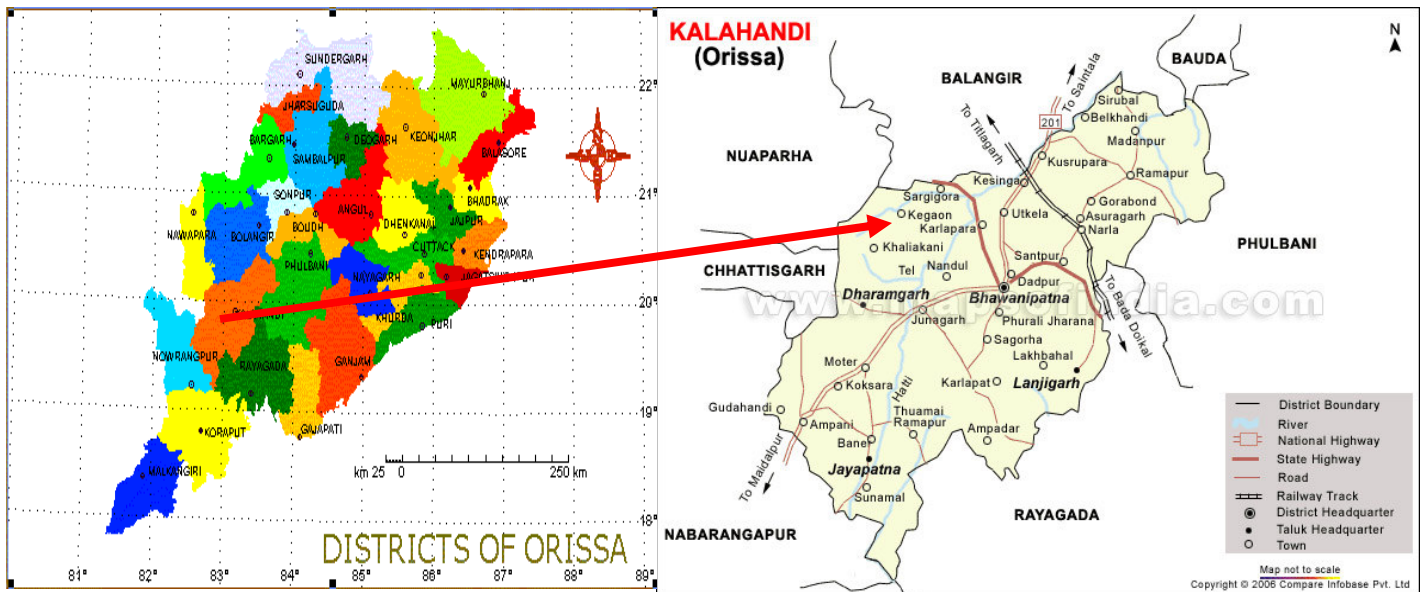 SUNDERGARH
MAYURBHANJ
22°
JHARSUGUDA
KEONJHAR
BARGARH
DEOGARH
SAMBALPUR
BALASORE
SONPUR
21°
BHADRAK
ANGUL
JAJPUR
NAWAPARA
BOUDH
DHENKANAL
BOLANGIR
CUTTACK
KENDRAPARA
PHULBANI
NAYAGARH
20°
KHURDA
PURI
NOWRANGPUR
RAYAGADA
GANJAM
19°
KORAPUT
GAJAPATI
km 25 0 250 km
MALKANGIRI
18°
DISTRICTS OF ORISSA
81° 82° 83° 84° 85° 86° 87° 88° 89°
KALAHANDI
(Orissa)
N
BAUDA
BALANGIR
To Saintala
Sirubal
201
Belkhandi
To Titlagarh
Madanpur
NUAPARHA
Kusrupara
Ramapur
Kesinga
Sargigora
Gorabond
Kegaon
Utkela
Asuragarh
Karlapara
Narla
PHULBANI
Khaliakani
Santpur
CHHATTISGARH
Tel
Nandul
Dadpur
To Bada Doikal
Dharamgarh
Bhawanipatna
www.mapsofindia.com
Junagarh
Phurali Jharana
Sagorha
Moter
Lakhbahal
Koksara
Karlapat
Lanjigarh
Hatti
Gudahandi
Thuamai
Ramapur
Ampani
Ampadar
Bane
To Maldalpur
Jayapatna
Sunamal
RAYAGADA
NABARANGAPUR
District Boundary
River
National Highway
State Highway
Road
Railway Track
District Headquarter
Taluk Headquarter
Town
Map not to scale
Copyright © 2006 Compare Infobase Pvt. Ltd